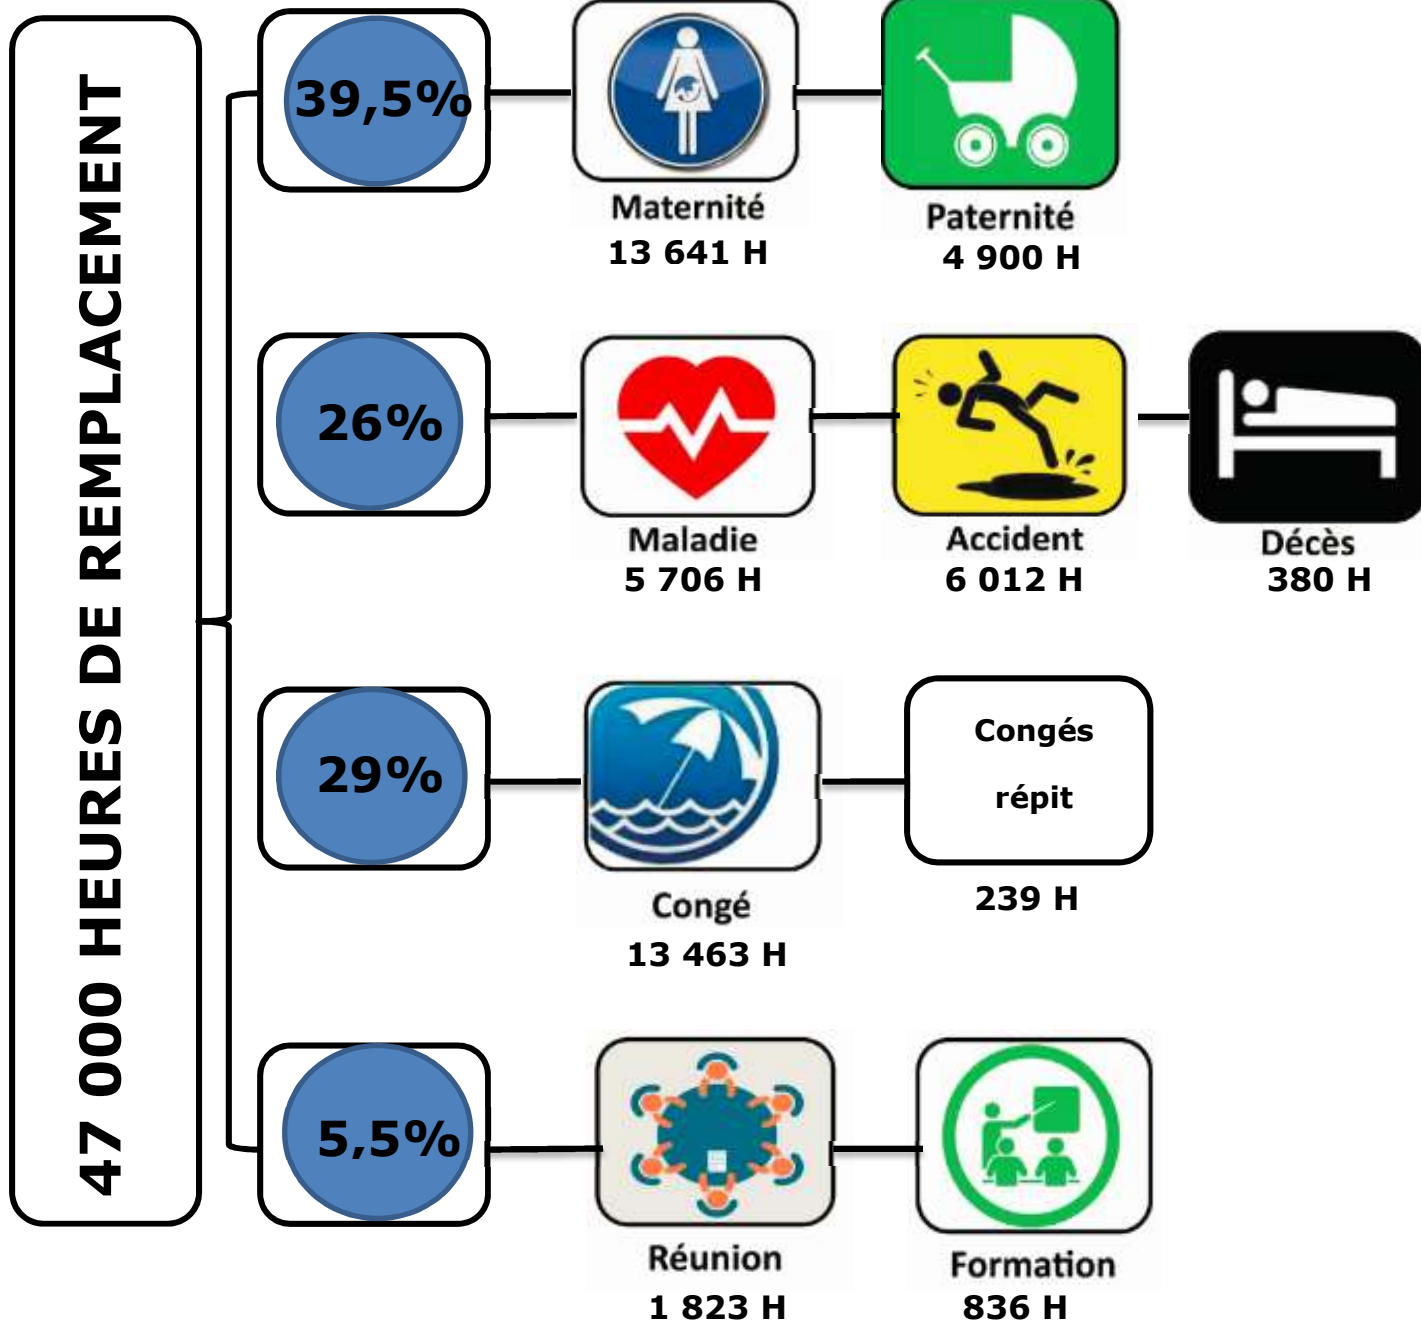 47 000 HEURES DE REMPLACEMENT
39,5%
Maternité
13 641 H
Paternité
4 900 H
26%
Maladie
5 706 H
Accident
6 012 H
Décès
380 H
29%
Congé
13 463 H
Congés
répit
239 H
5,5%
Réunion
1 823 H
Formation
836 H